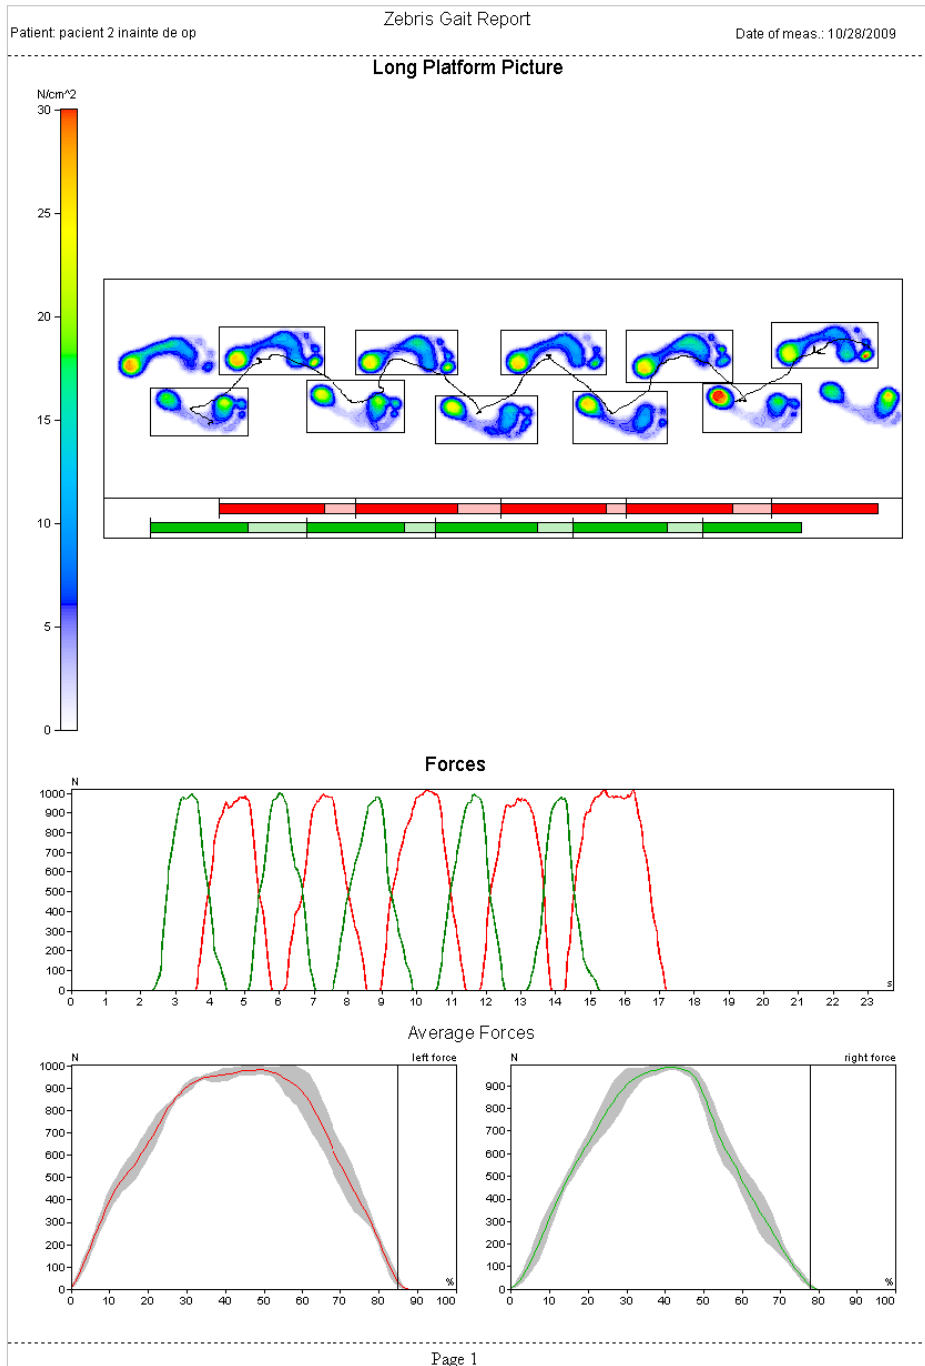 Zebris Gait Report
Patient: pacient 2 inainte de op
Date of meas.: 10/28/2009
Long Platform Picture
N/cm^2
30
25
20
15
10
5
0
Forces
N
1000
900
800
700
600
500
400
300
200
100
0
0 1 2 3 4 5 6 7 8 9 10 11 12 13 14 15 16 17 18 19 20 21 22 23
s
Average Forces
N
left force
1000
900
800
700
600
500
400
300
200
100
0
%
0 10 20 30 40 50 60 70 80 90 100
N
right force
900
800
700
600
500
400
300
200
100
0
%
0 10 20 30 40 50 60 70 80 90 100
Page 1